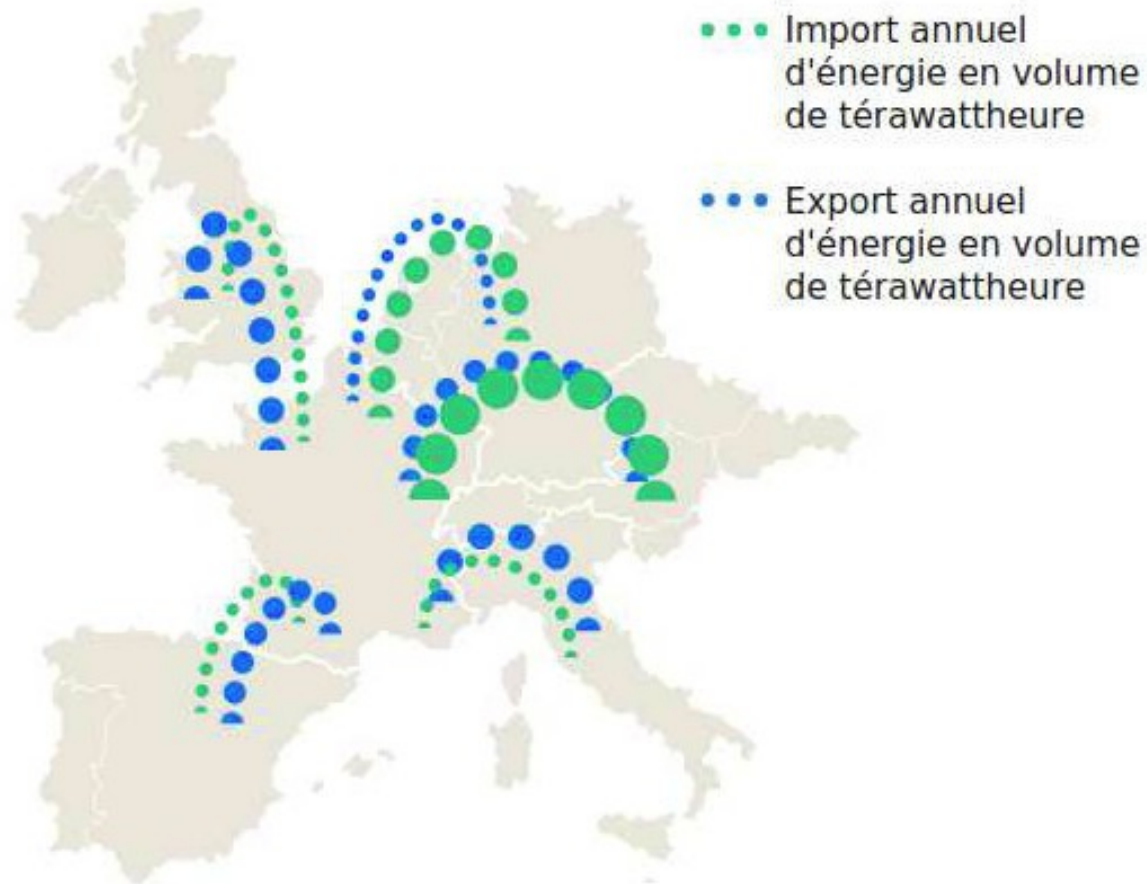 Import annuel
d'énergie en volume
de térawattheure
Export annuel
d'énergie en volume
de térawattheure